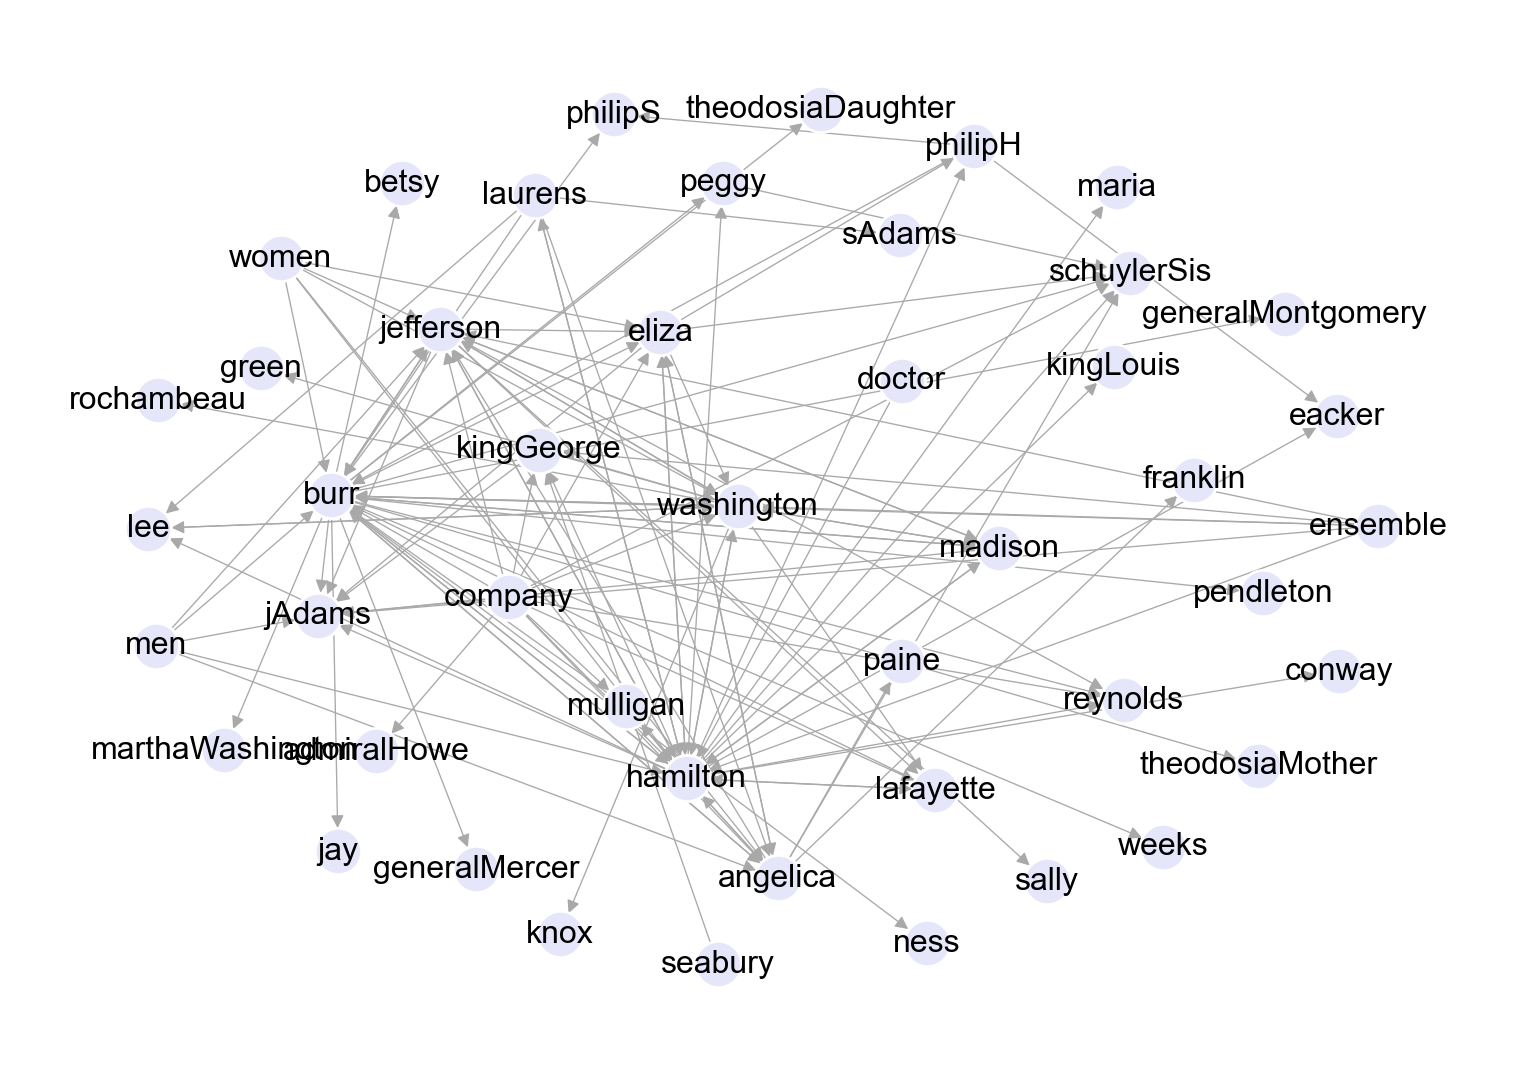 theodosiaDaughter
philipS
philipH
betsy
peggy
maria
laurens
sAdams
women
schuylerSis
generalMontgomery
jefferson
eliza
green
kingLouis
doctor
rochambeau
eacker
kingGeorge
franklin
burr
washington
lee
ensemble
madison
company
pendleton
jAdams
men
paine
conway
reynolds
mulligan
marthaWashington
admiralHowe
theodosiaMother
hamilton
lafayette
weeks
jay
generalMercer
angelica
sally
knox
ness
seabury